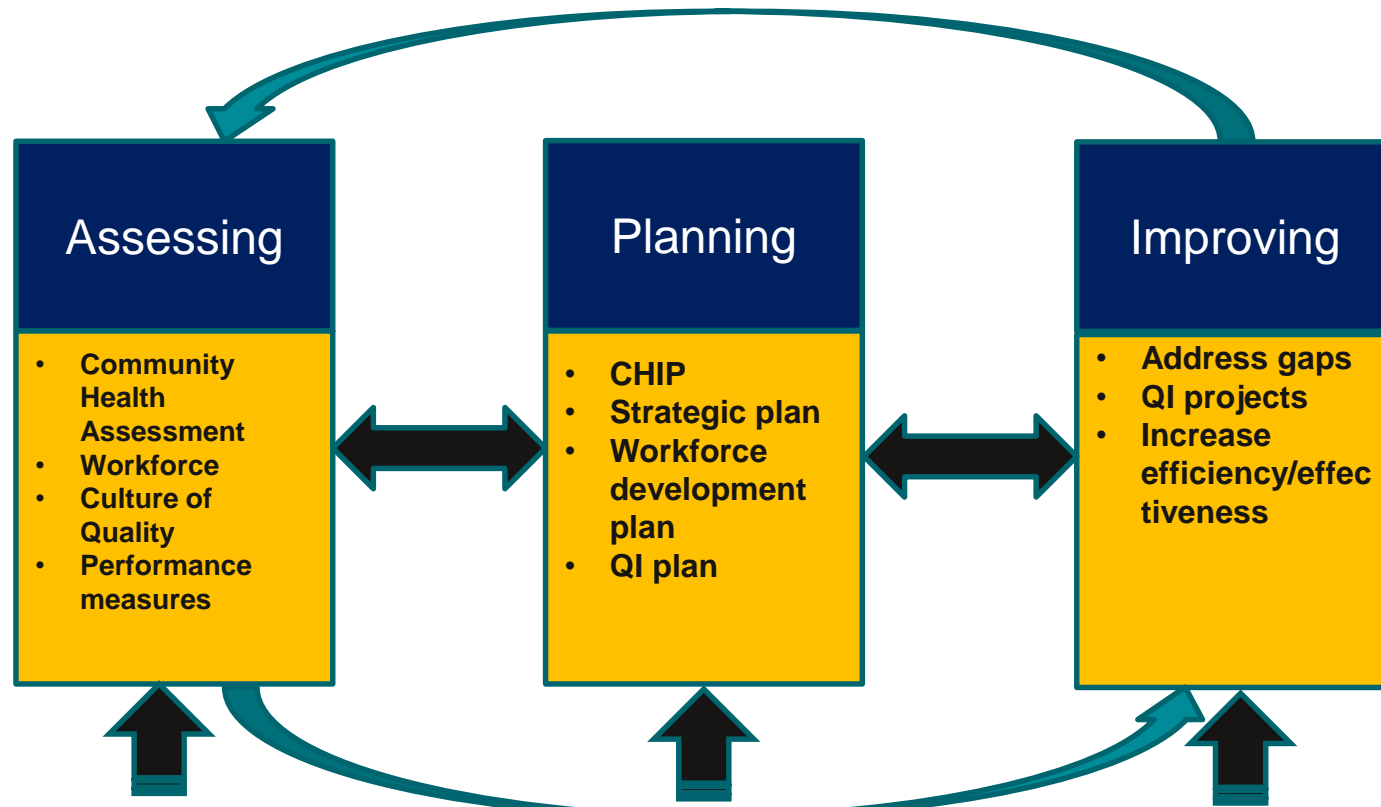 Assessing
• Community
Health
Assessment
• Workforce
• Culture of
Quality
• Performance
measures
Planning
• CHIP
• Strategic plan
• Workforce
development
plan
• QI plan
Improving
• Address gaps
• QI projects
• Increase
efficiency/effec
tiveness